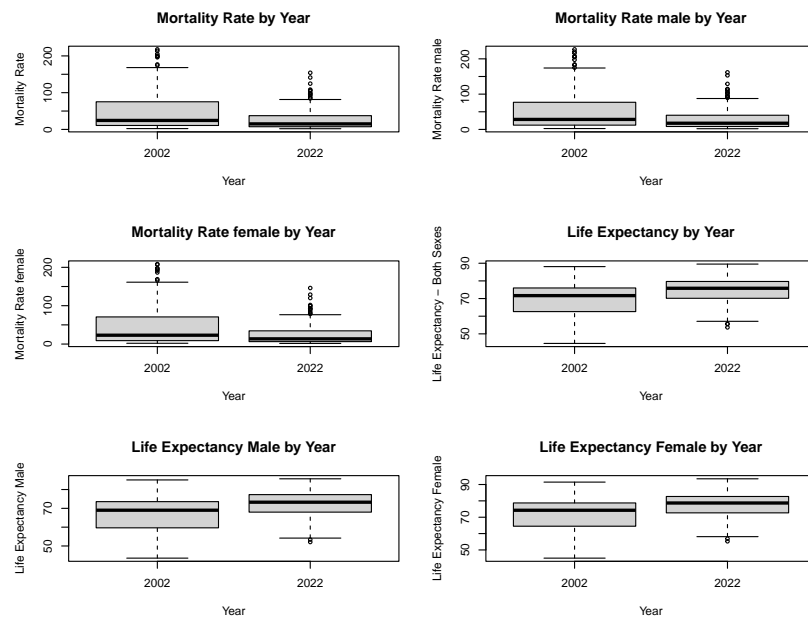 Mortality Rate by Year
Mortality Rate
0
100
200
2002
2022
Year
Mortality Rate male by Year
Mortality Rate male
0
100
200
2002
2022
Year
Mortality Rate female by Year
Mortality Rate female
0
100
200
2002
2022
Year
Life Expectancy by Year
Life Expectancy − Both Sexes
50
70
90
2002
2022
Year
Life Expectancy Male by Year
Life Expectancy Male
50
70
2002
2022
Year
Life Expectancy Female by Year
Life Expectancy Female
50
70
90
2002
2022
Year